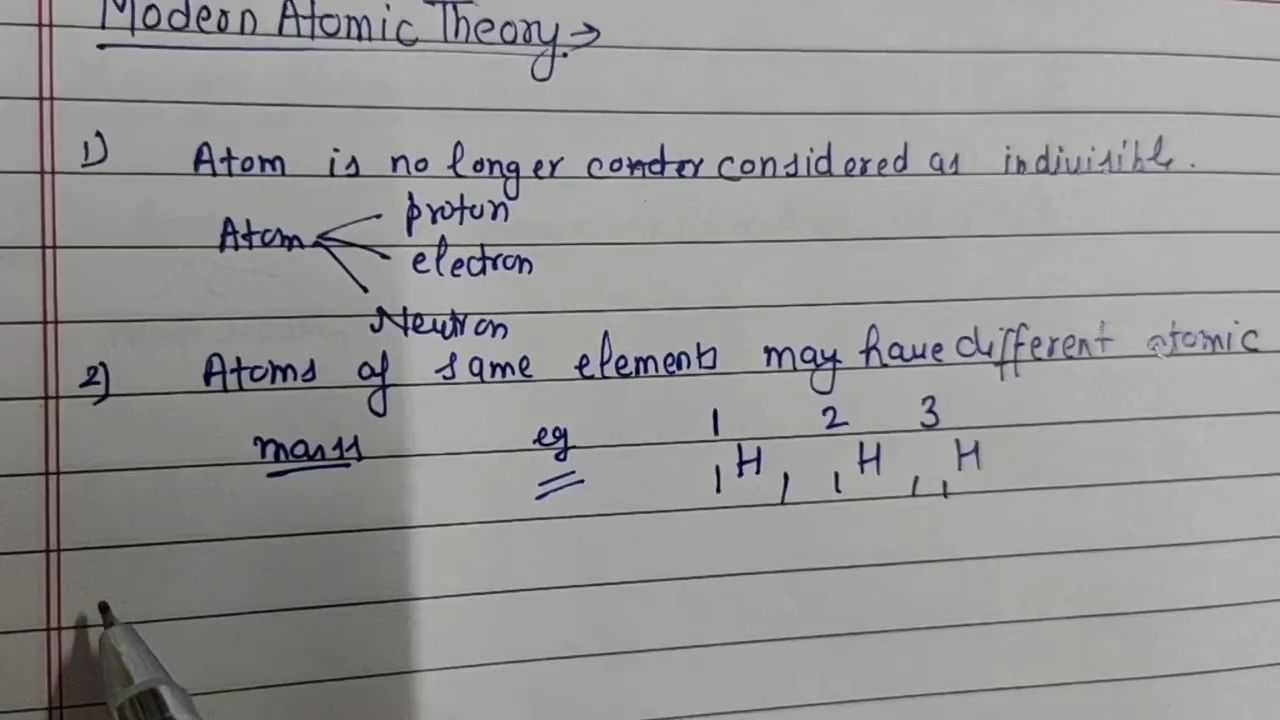 Modern Atomic Theory →
1) Atom is no longer conder considered as indivisible.
Atom proton
electron
Neutron
2) Atoms of same elements may have different atomic
mass eg 1 2 3
1H, 1H, 1H